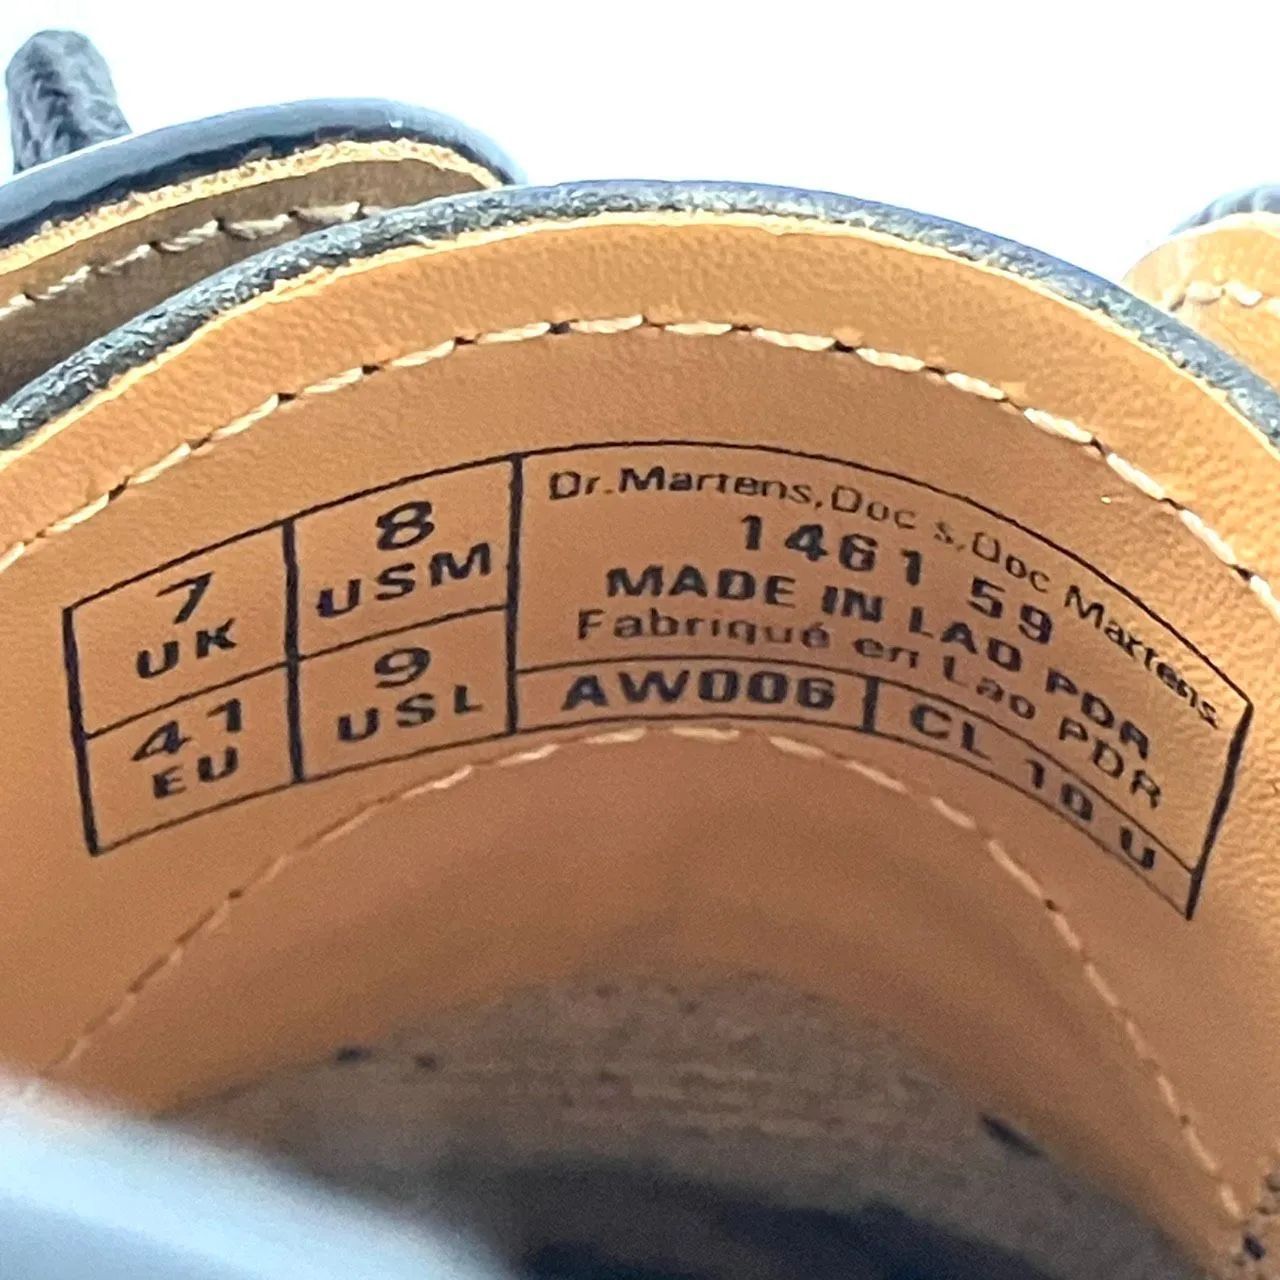 7
UK
8
USM
41
EU
9
USL
Dr.Martens,Doc s,Doc Martens
1461 59
MADE IN LAO PDR
Fabriqué en Lao PDR
AW006
CL 10 U